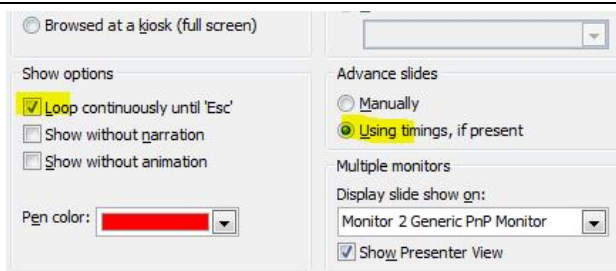 Browsed at a kiosk (full screen)
Show options
Loop continuously until 'Esc'
Show without narration
Show without animation
Pen color:
Advance slides
Manually
Using timings, if present
Multiple monitors
Display slide show on:
Monitor 2 Generic PnP Monitor
Show Presenter View